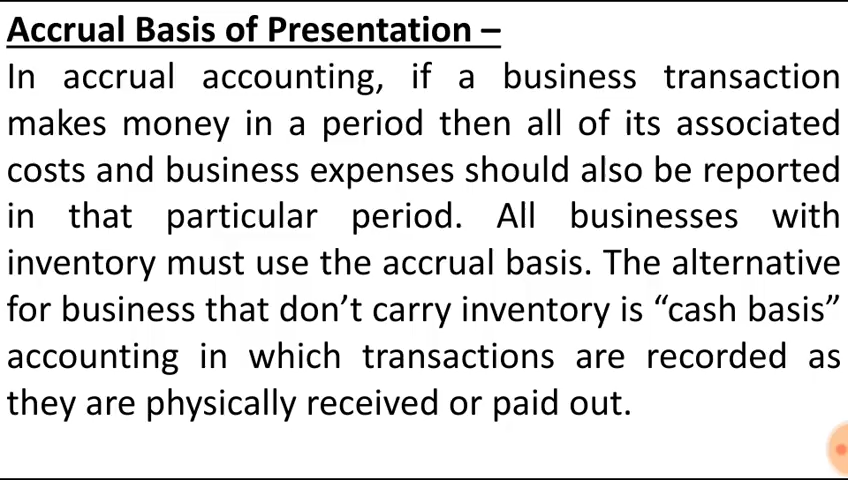 Accrual Basis of Presentation –
In accrual accounting, if a business transaction
makes money in a period then all of its associated
costs and business expenses should also be reported
in that particular period. All businesses with
inventory must use the accrual basis. The alternative
for business that don’t carry inventory is “cash basis”
accounting in which transactions are recorded as
they are physically received or paid out.